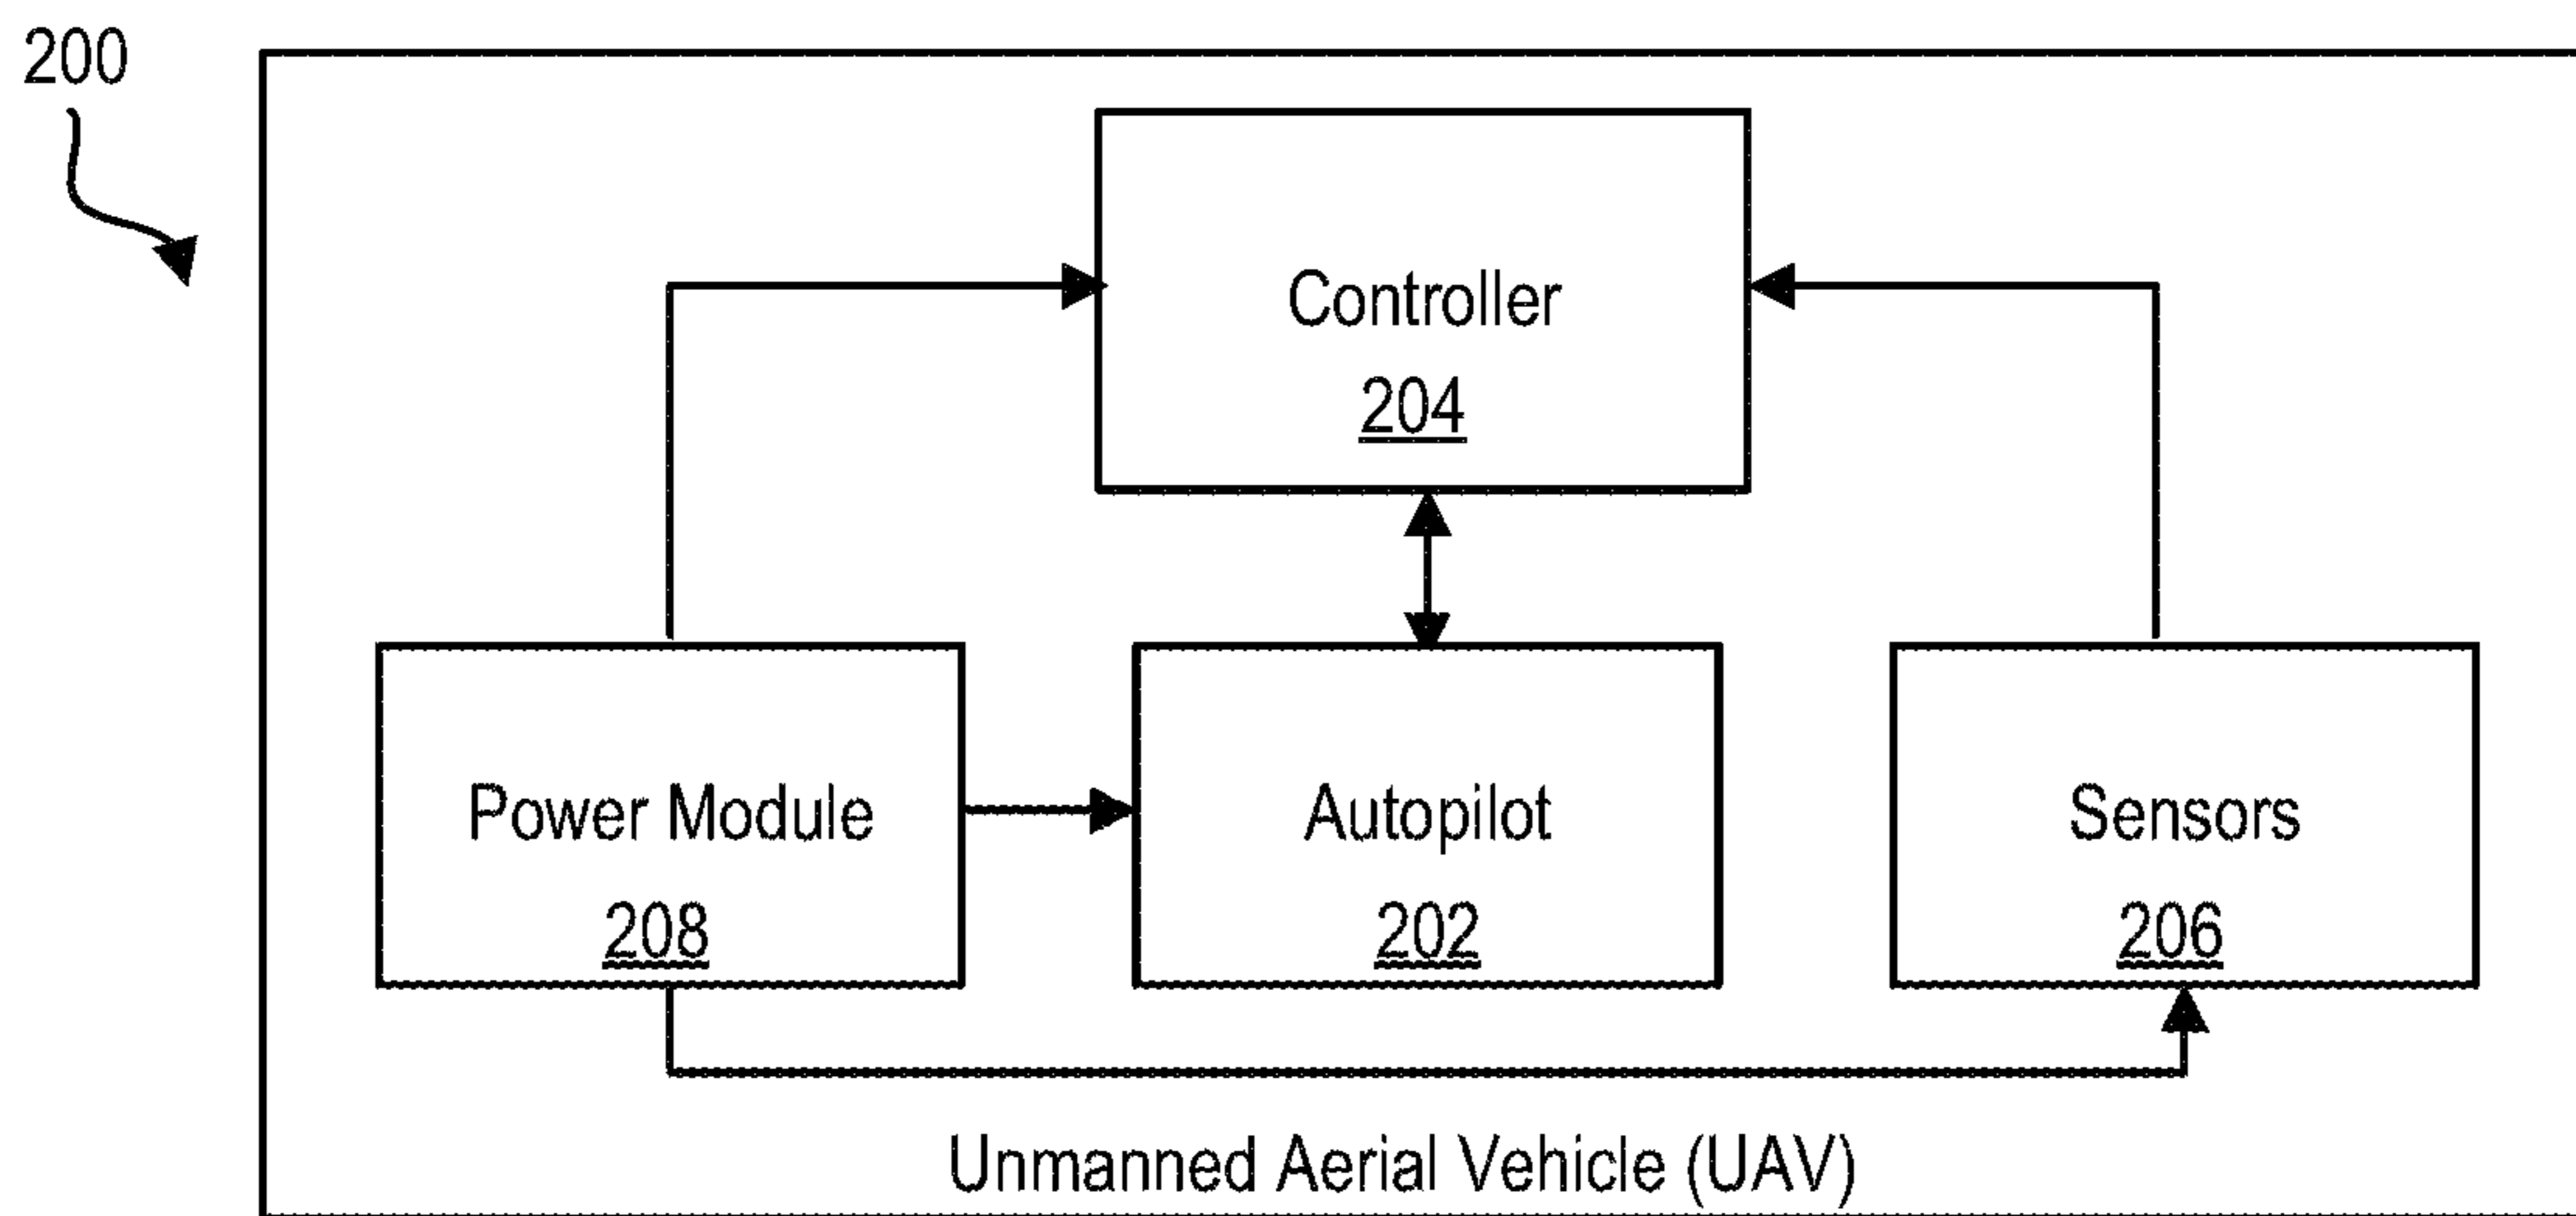 200
Controller
204
Power Module
208
Autopilot
202
Sensors
206
Unmanned Aerial Vehicle (UAV)